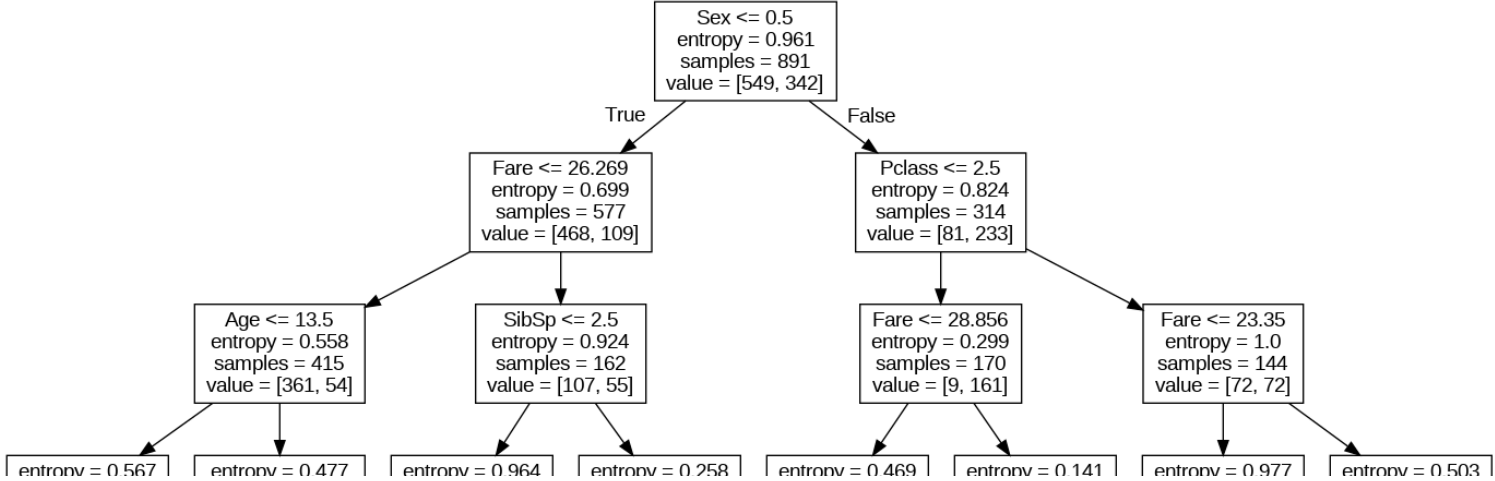 Sex <= 0.5
entropy = 0.961
samples = 891
value = [549, 342]
True
False
Fare <= 26.269
entropy = 0.699
samples = 577
value = [468, 109]
Pclass <= 2.5
entropy = 0.824
samples = 314
value = [81, 233]
Age <= 13.5
entropy = 0.558
samples = 415
value = [361, 54]
SibSp <= 2.5
entropy = 0.924
samples = 162
value = [107, 55]
Fare <= 28.856
entropy = 0.299
samples = 170
value = [9, 161]
Fare <= 23.35
entropy = 1.0
samples = 144
value = [72, 72]
entropy = 0.567
entropy = 0.477
entropy = 0.964
entropy = 0.258
entropy = 0.469
entropy = 0.141
entropy = 0.977
entropy = 0.503